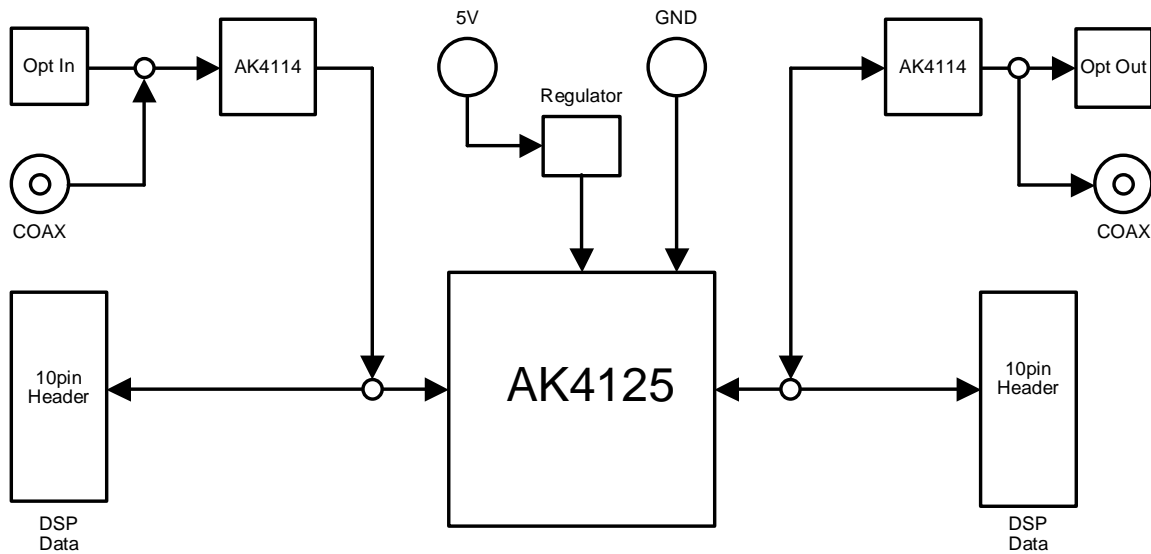 5V
GND
Opt In
AK4114
AK4114
Opt Out
Regulator
COAX
COAX
10pin
Header
AK4125
10pin
Header
DSP
Data
DSP
Data